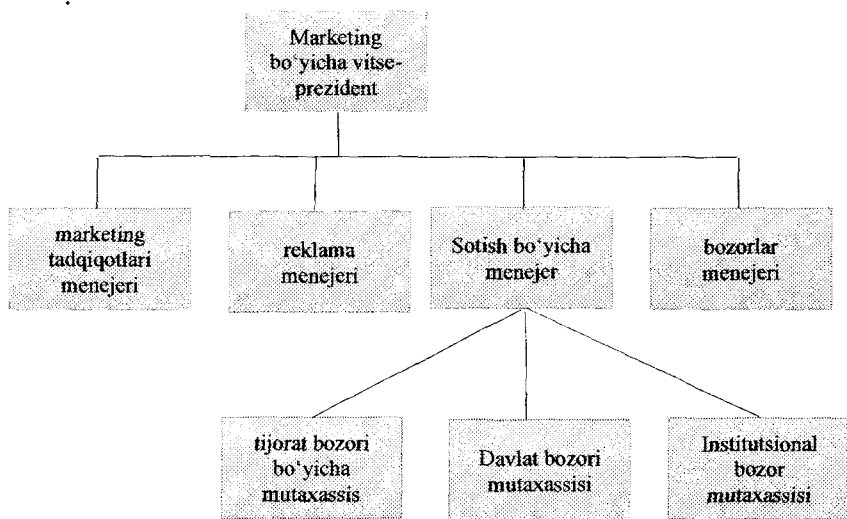 Marketing
bo‘yicha vitse-
prezident
marketing
tadqiqotlari
menejeri
reklama
menejeri
Sotish bo‘yicha
menejer
bozorlar
menejeri
tijorat bozori
bo‘yicha
mutaxassis
Davlat bozori
mutaxassisi
Institutsional
bozor
mutaxassisi